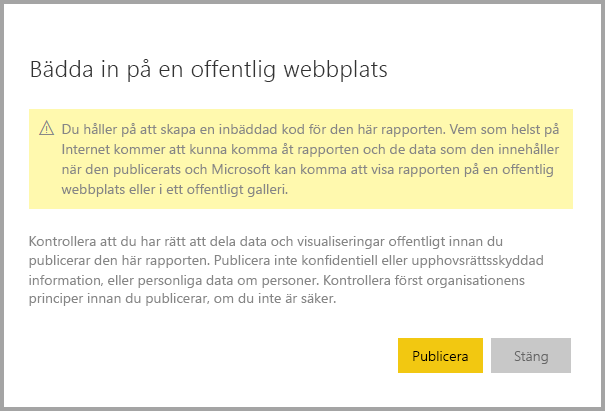 Bädda in på en offentlig webbplats
Du håller på att skapa en inbäddad kod för den här rapporten. Vem som helst på
Internet kommer att kunna komma åt rapporten och de data som den innehåller
när den publicerats och Microsoft kan komma att visa rapporten på en offentlig
webbplats eller i ett offentligt galleri.
Kontrollera att du har rätt att dela data och visualiseringar offentligt innan du
publicerar den här rapporten. Publicera inte konfidentiell eller upphovsrättsskyddad
information, eller personliga data om personer. Kontrollera först organisationens
principer innan du publicerar, om du inte är säker.
Publicera
Stäng